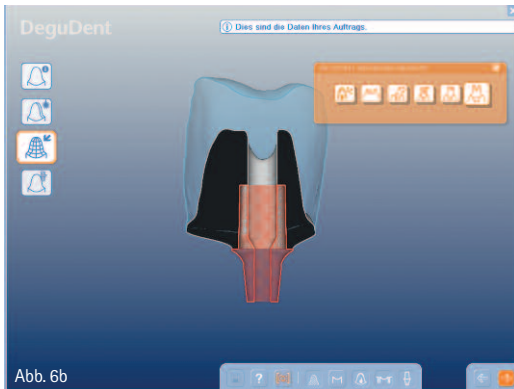 DeguDent
Dies sind die Daten Ihres Auftrags.
Abb. 6b